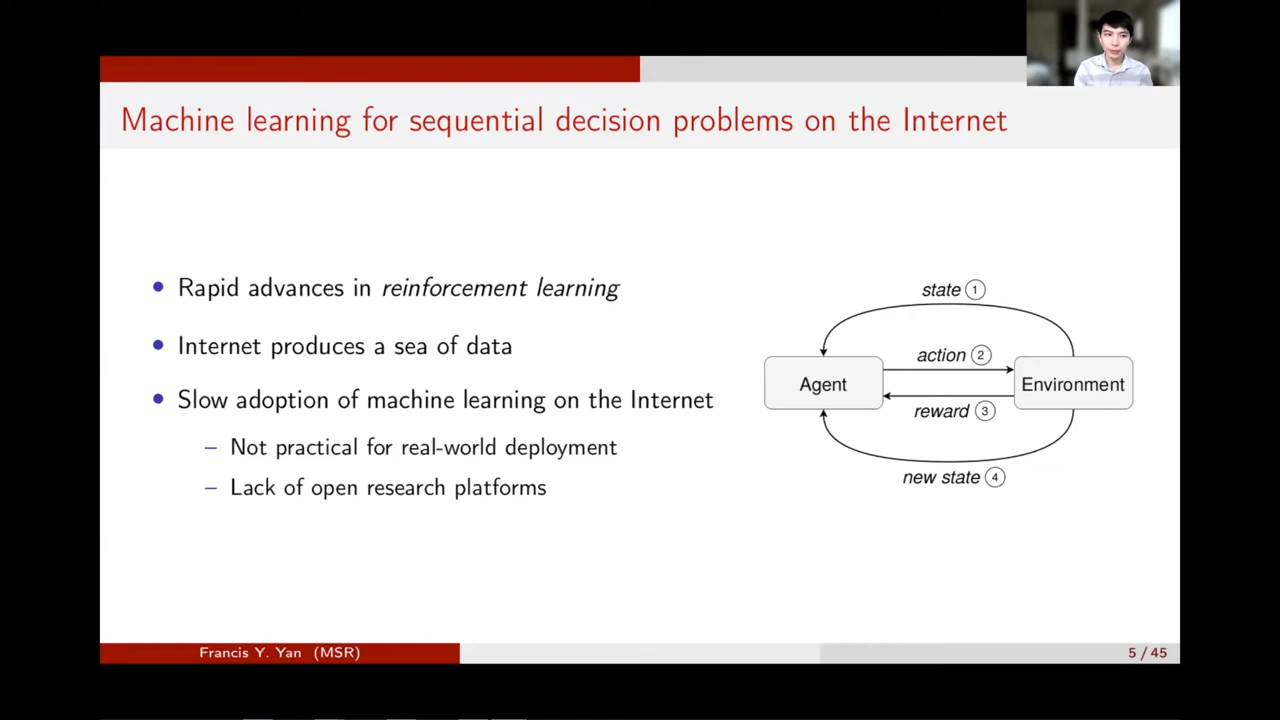 Machine learning for sequential decision problems on the Internet
• Rapid advances in reinforcement learning
• Internet produces a sea of data
• Slow adoption of machine learning on the Internet
– Not practical for real-world deployment
– Lack of open research platforms
state 1
action 2
Agent
Environment
reward 3
new state 4
Francis Y. Yan (MSR)
5 / 45